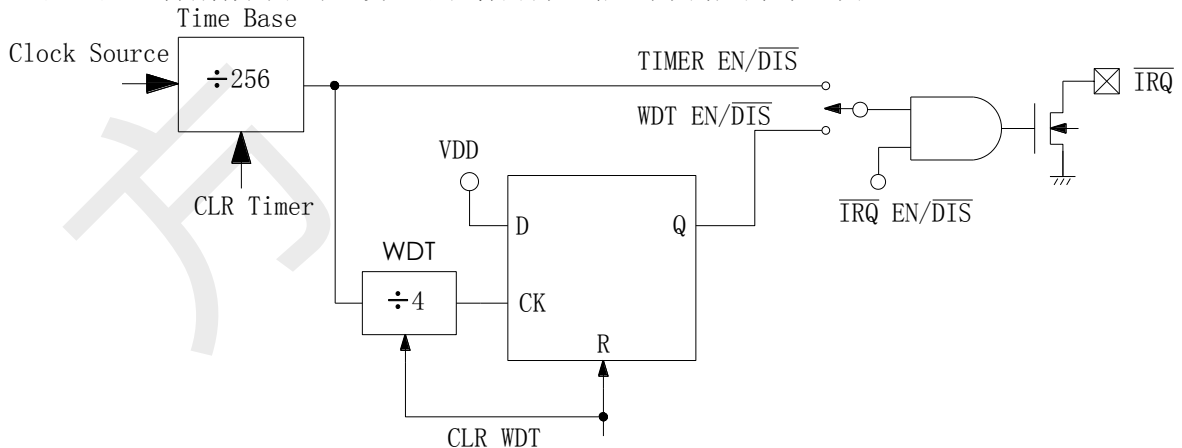 Time Base
Clock Source
÷256
TIMER EN/DIS
IRQ
WDT EN/DIS
VDD
CLR Timer
IRQ EN/DIS
D
Q
WDT
÷4
CK
R
CLR WDT
方